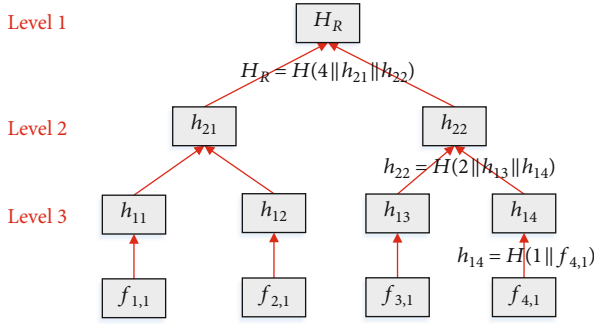 Level 1
H_R
H_R = H(4||h_21||h_22)
Level 2
h_21
h_22
h_22 = H(2||h_13||h_14)
Level 3
h_11
h_12
h_13
h_14
h_14 = H(1||f_4,1)
f_1,1
f_2,1
f_3,1
f_4,1